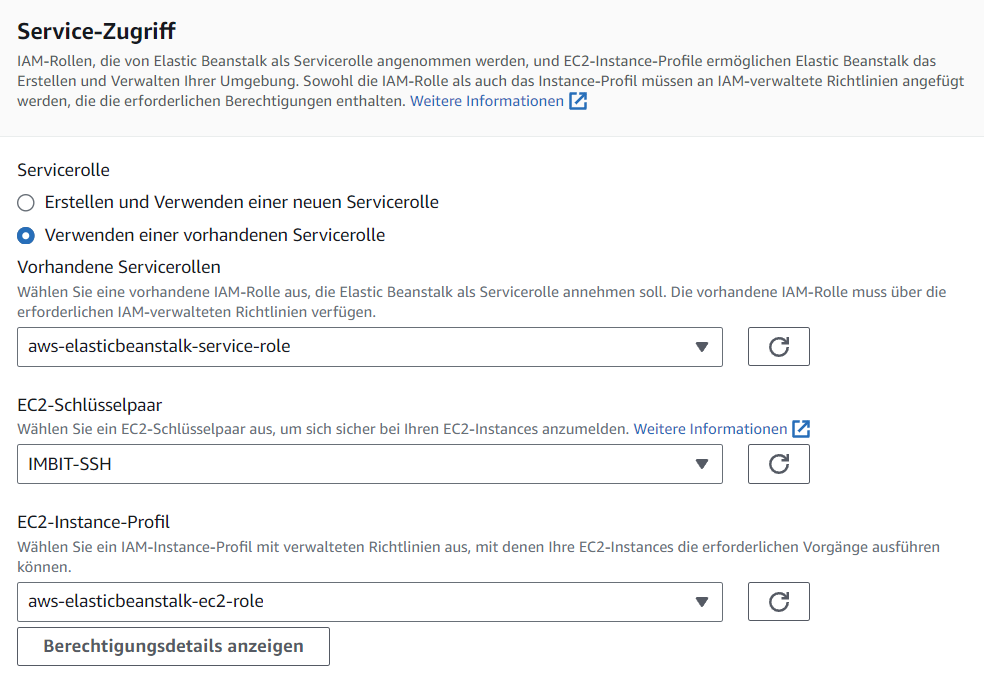 Service-Zugriff
IAM-Rollen, die von Elastic Beanstalk als Servicerolle angenommen werden, und EC2-Instance-Profile ermöglichen Elastic Beanstalk das
Erstellen und Verwalten Ihrer Umgebung. Sowohl die IAM-Rolle als auch das Instance-Profil müssen an IAM-verwaltete Richtlinien angefügt
werden, die die erforderlichen Berechtigungen enthalten. Weitere Informationen
Servicerolle
Erstellen und Verwenden einer neuen Servicerolle
Verwenden einer vorhandenen Servicerolle
Vorhandene Servicerollen
Wählen Sie eine vorhandene IAM-Rolle aus, die Elastic Beanstalk als Servicerolle annehmen soll. Die vorhandene IAM-Rolle muss über die
erforderlichen IAM-verwalteten Richtlinien verfügen.
aws-elasticbeanstalk-service-role
EC2-Schlüsselpaar
Wählen Sie ein EC2-Schlüsselpaar aus, um sich sicher bei Ihren EC2-Instances anzumelden. Weitere Informationen
IMBIT-SSH
EC2-Instance-Profil
Wählen Sie ein IAM-Instance-Profil mit verwalteten Richtlinien aus, mit denen Ihre EC2-Instances die erforderlichen Vorgänge ausführen
können.
aws-elasticbeanstalk-ec2-role
Berechtigungsdetails anzeigen